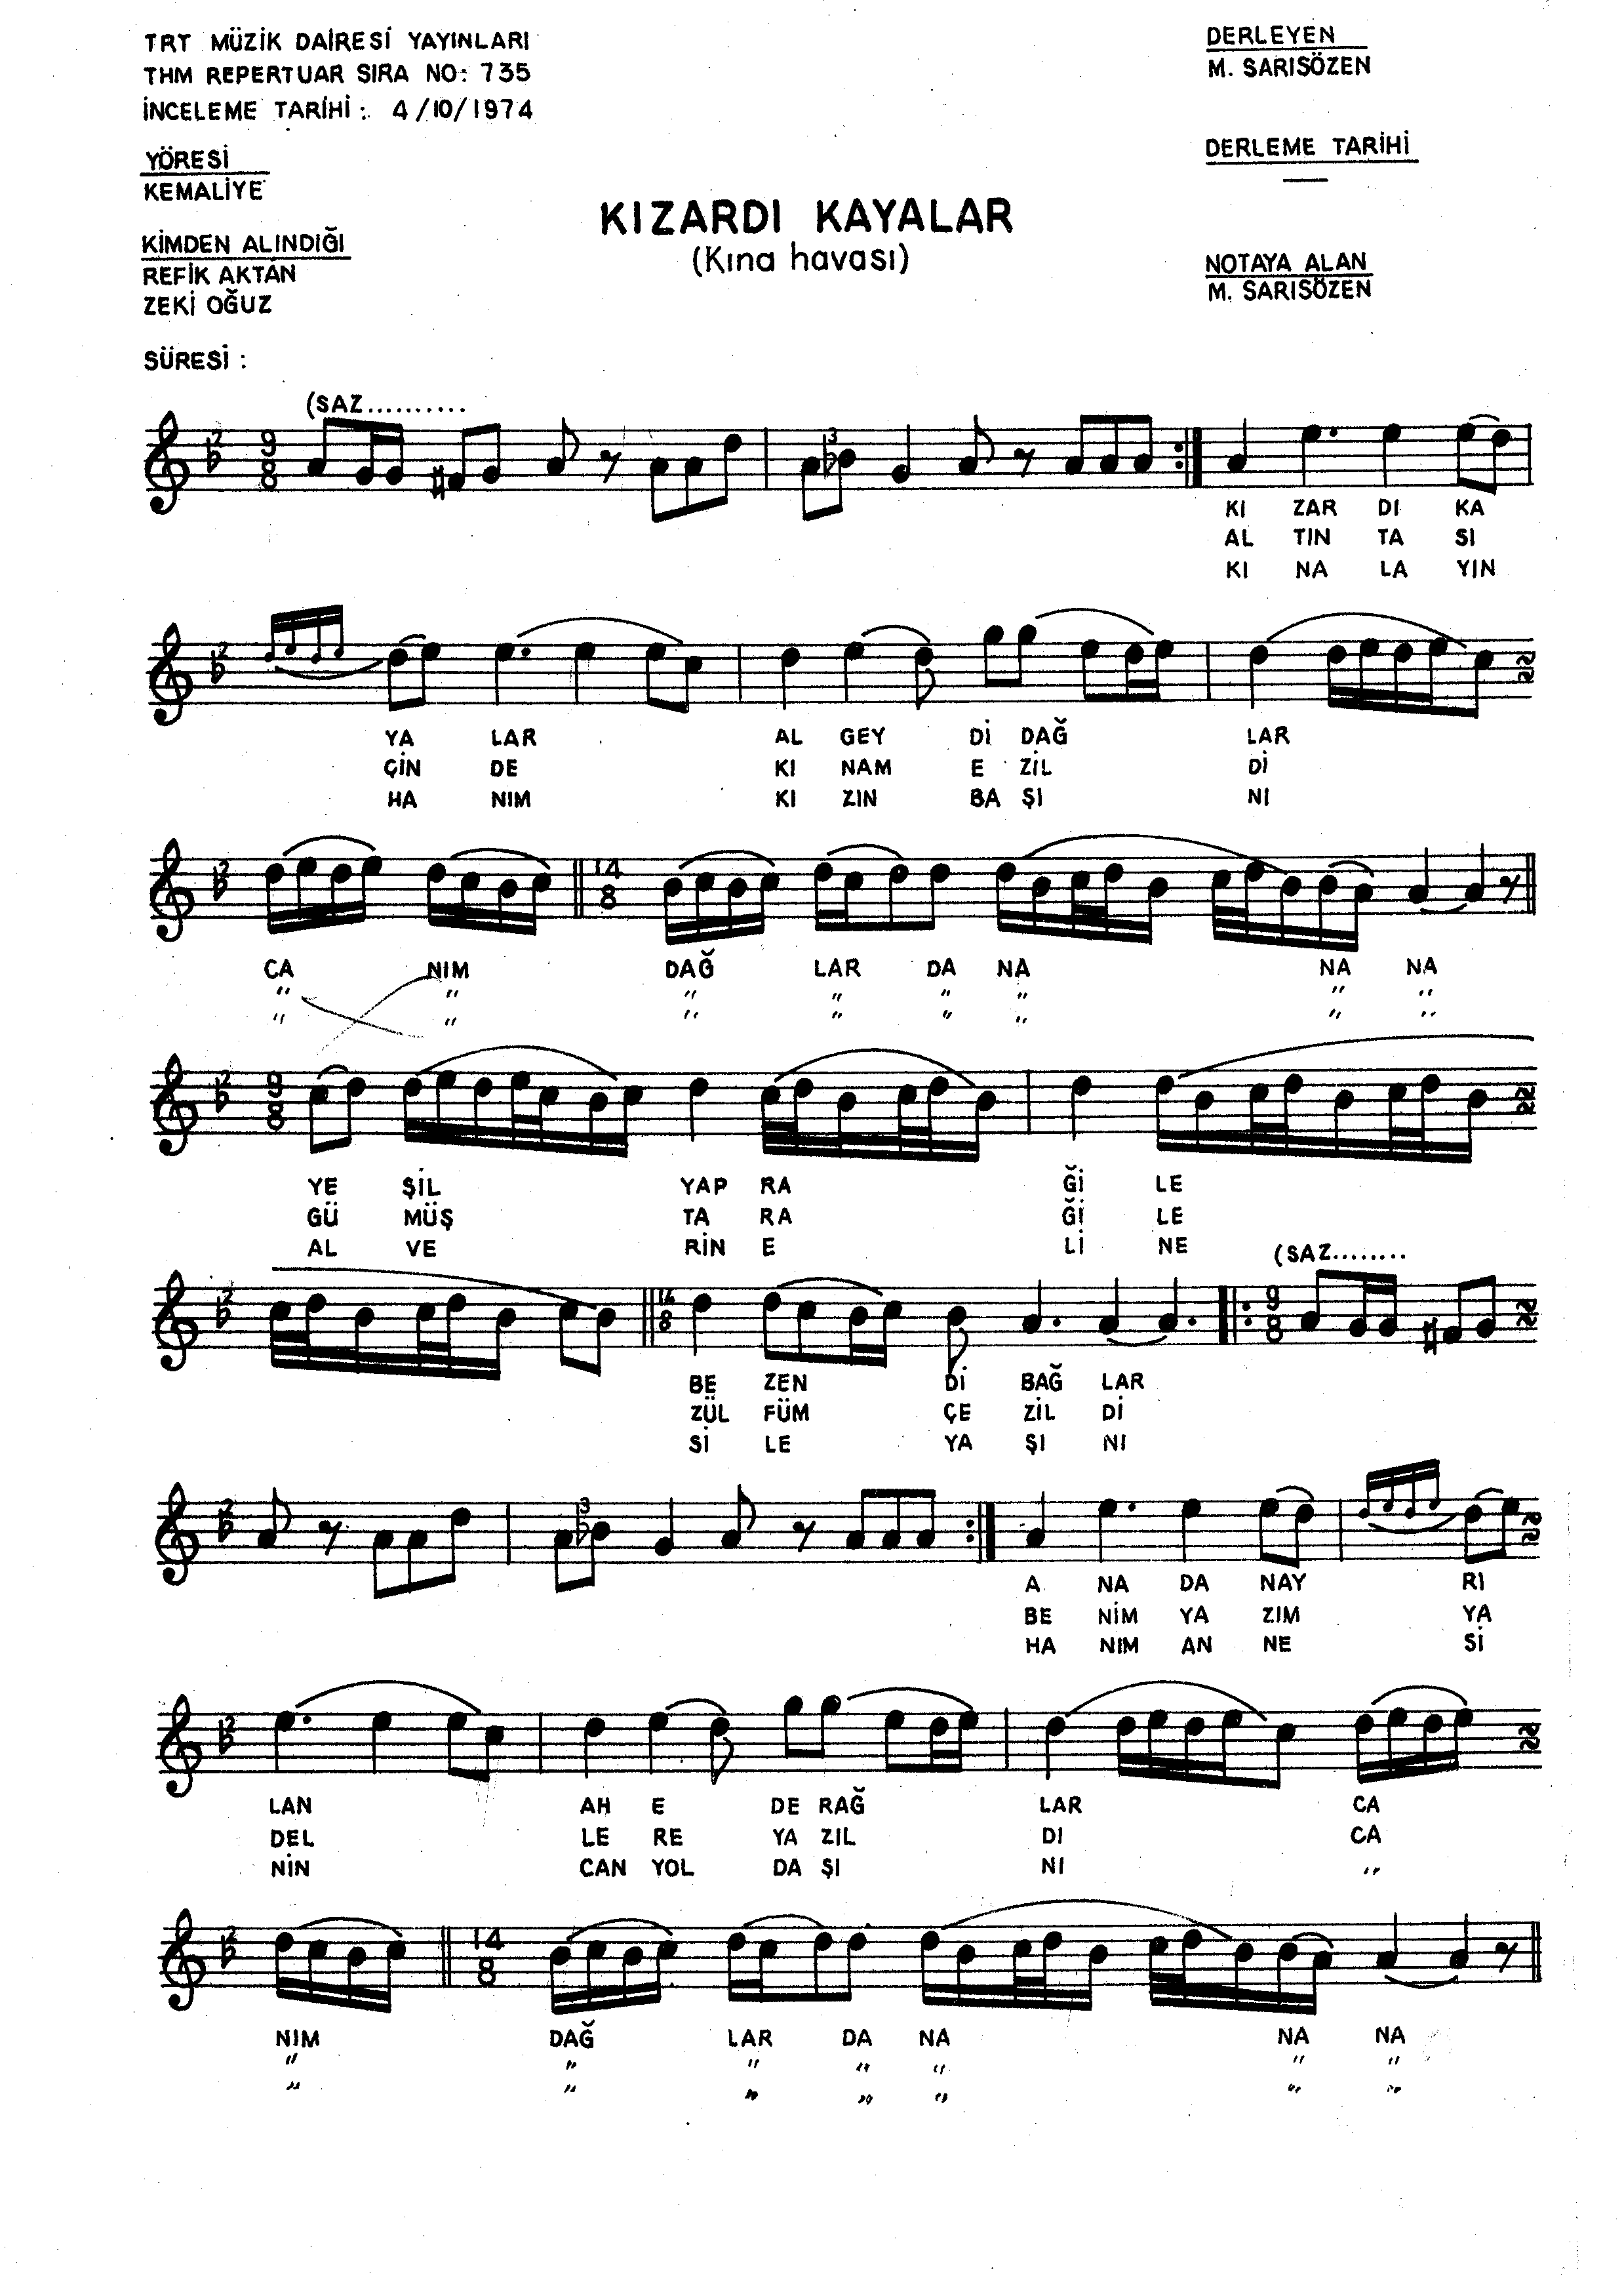 TRT MÜZİK DAİRESİ YAYINLARI
THM REPERTUAR SIRA NO: 735
İNCELEME TARİHİ : 4/10/1974
DERLEYEN
M. SARISÖZEN
YÖRESİ
KEMALİYE
DERLEME TARİHİ
KIZARDI KAYALAR
(Kına havası)
KİMDEN ALINDIĞI
REFİK AKTAN
ZEKİ OĞUZ
NOTAYA ALAN
M. SARISÖZEN
SÜRESİ :
(SAZ..........
2 9 8 3
KI ZAR DI KA
AL TIN TA SI
KI NA LA YIN
2
YA LAR AL GEY Dİ DAĞ LAR
ÇİN DE KI NAM E ZİL Dİ
HA NIM KI ZIN BA ŞI NI
2 14 8
CA NIM DAĞ LAR DA NA NA NA
" " " " " " " "
" " " " " " " "
2 9 8
YE ŞİL YAP RA Ğİ LE
GÜ MÜŞ TA RA Ğİ LE
AL VE RİN E Lİ NE
(SAZ........
2 14 8 9 8
BE ZEN Dİ BAĞ LAR
ZÜL FÜM ÇE ZİL Dİ
Sİ LE YA ŞI NI
2 3
A NA DA NAY RI
BE NİM YA ZIM YA
HA NIM AN NE Sİ
2
LAN AH E DE RAĞ LAR CA
DEL LE RE YA ZIL DI CA
NİN CAN YOL DA ŞI NI "
2 14 8
NIM DAĞ LAR DA NA NA NA
" " " " " " "
" " " " " " "